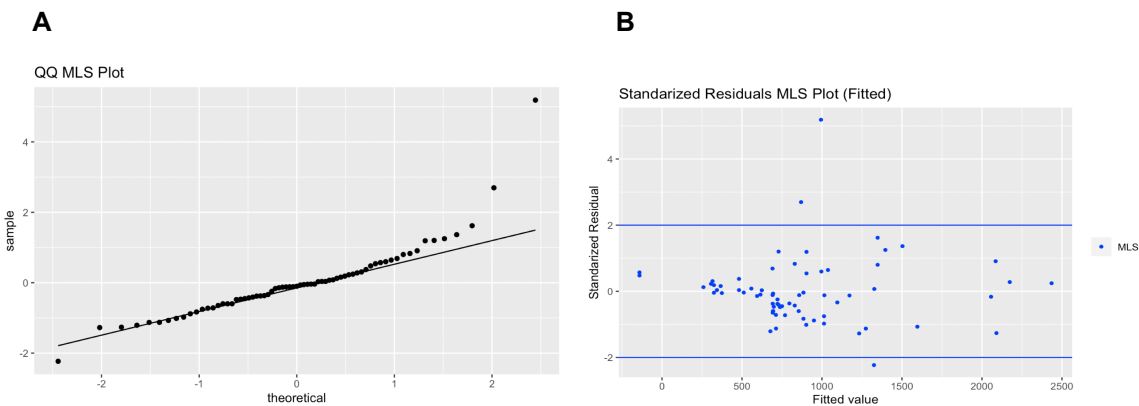 A
B
QQ MLS Plot
Standarized Residuals MLS Plot (Fitted)
4
2
0
-2
sample
-2
-1
0
1
2
theoretical
4
2
0
-2
Standarized Residual
0
500
1000
1500
2000
2500
Fitted value
MLS